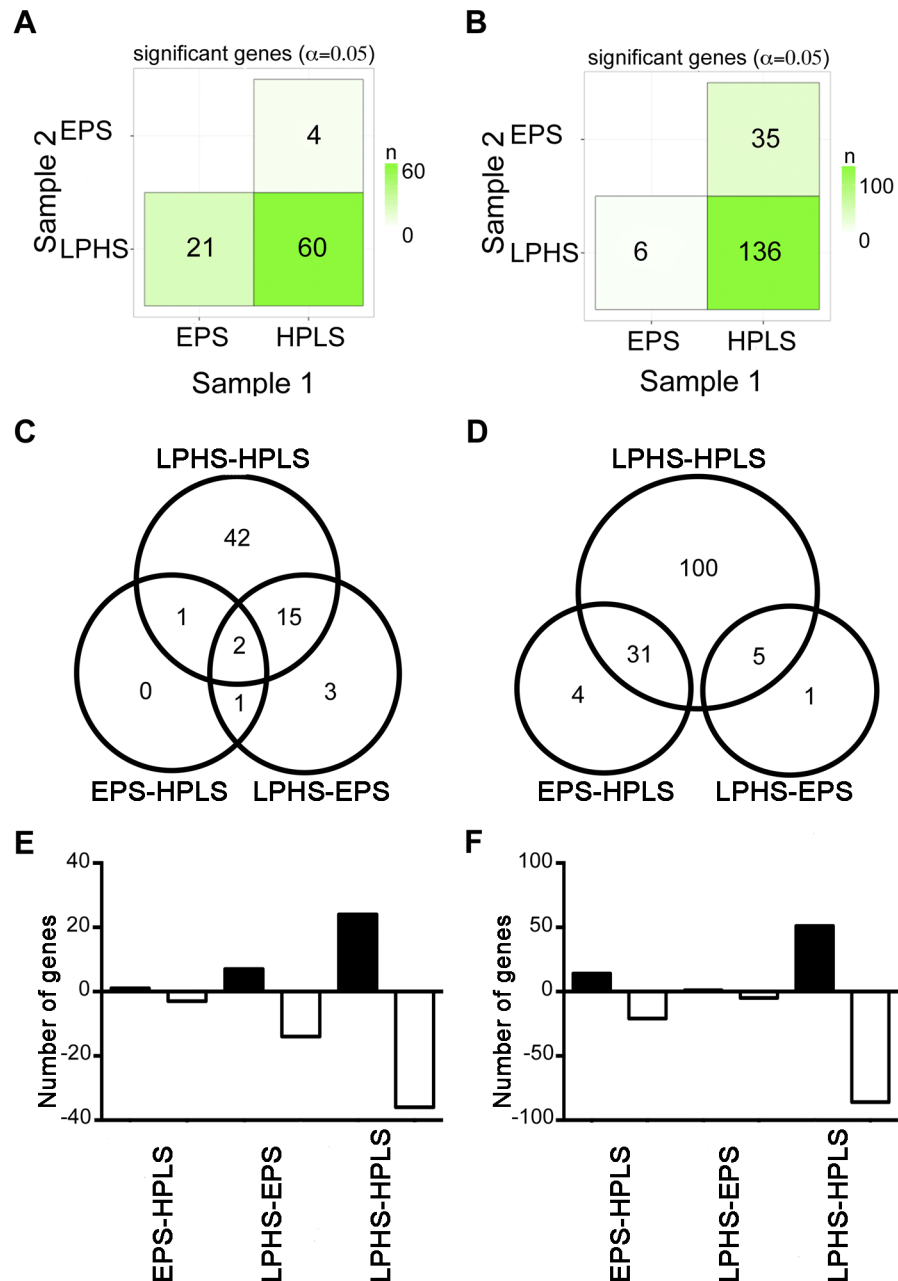 A
significant genes (α=0.05)
Sample 2
EPS
LPHS
4
21
60
n
60
0
EPS
HPLS
Sample 1
B
significant genes (α=0.05)
Sample 2
EPS
LPHS
35
6
136
n
100
0
EPS
HPLS
Sample 1
C
LPHS-HPLS
42
1
15
2
0
1
3
EPS-HPLS
LPHS-EPS
D
LPHS-HPLS
100
31
5
4
1
EPS-HPLS
LPHS-EPS
E
Number of genes
40
20
0
-20
-40
EPS-HPLS
LPHS-EPS
LPHS-HPLS
F
Number of genes
100
50
0
-50
-100
EPS-HPLS
LPHS-EPS
LPHS-HPLS